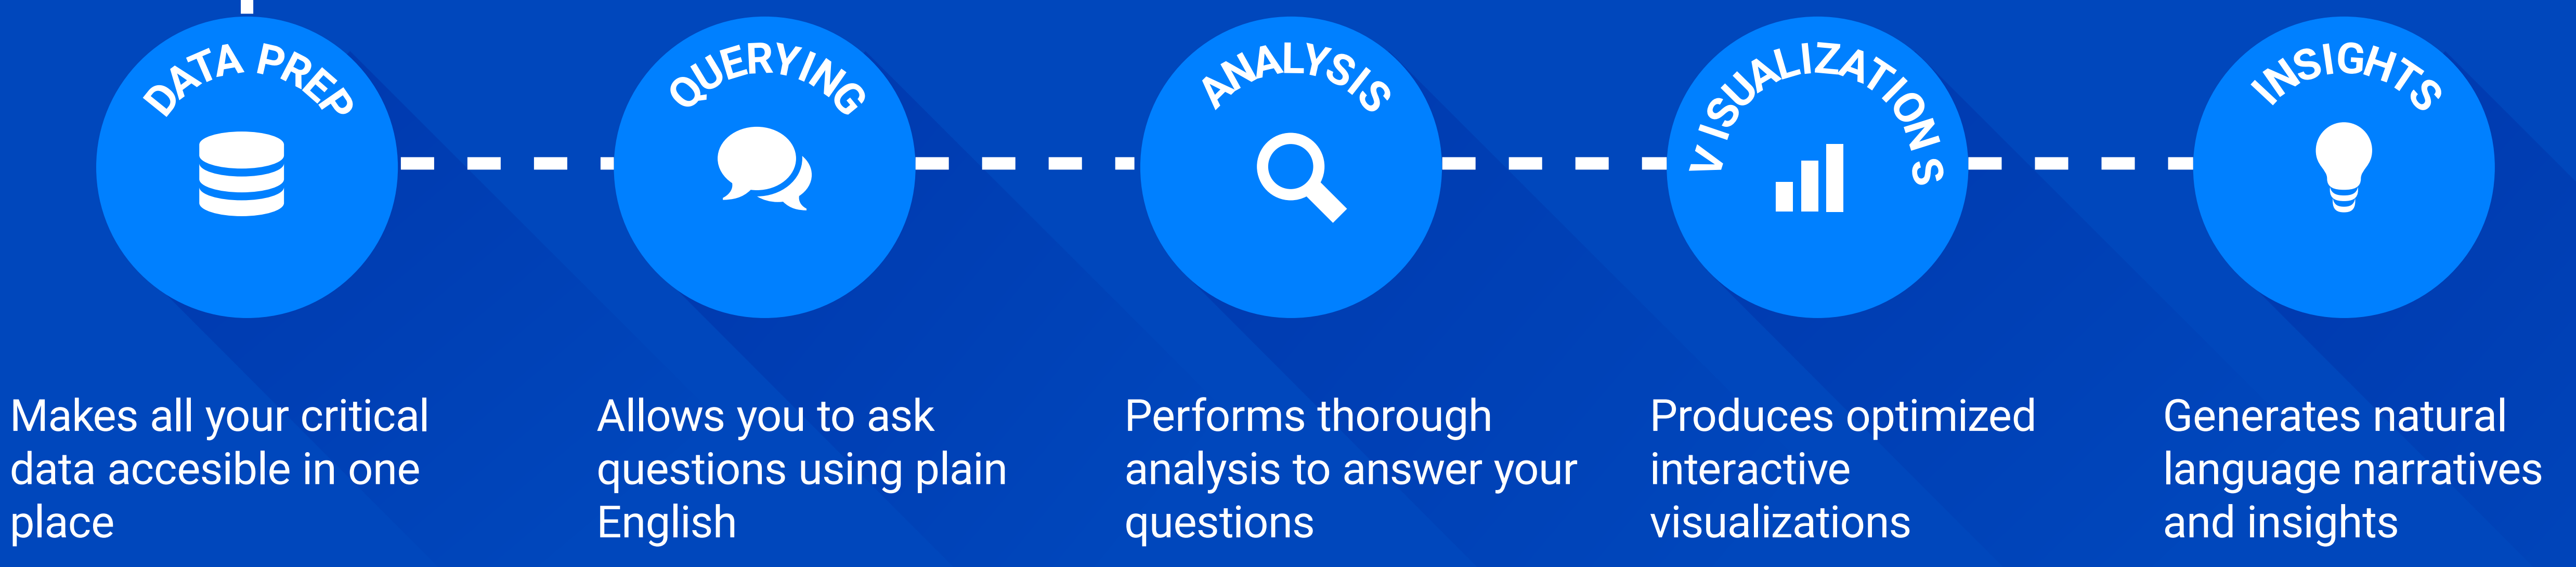 DATA PREP
Makes all your critical
data accesible in one
place
QUERYING
Allows you to ask
questions using plain
English
ANALYSIS
Performs thorough
analysis to answer your
questions
VISUALIZATIONS
Produces optimized
interactive
visualizations
INSIGHTS
Generates natural
language narratives
and insights